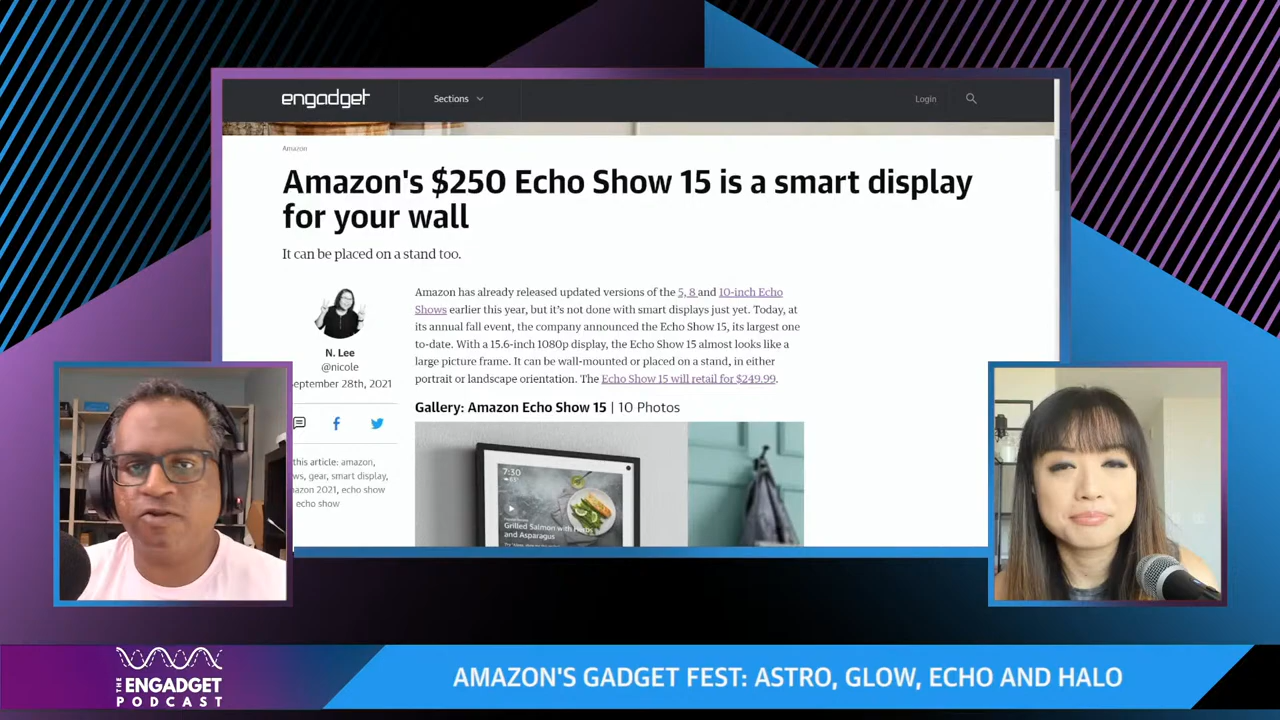 engadget
Sections
Login
Amazon
Amazon's $250 Echo Show 15 is a smart display
for your wall
It can be placed on a stand too.
N. Lee
@nicole
September 28th, 2021
Amazon has already released updated versions of the 5, 8 and 10-inch Echo
Shows earlier this year, but it's not done with smart displays just yet. Today, at
its annual fall event, the company announced the Echo Show 15, its largest one
to-date. With a 15.6-inch 1080p display, the Echo Show 15 almost looks like a
large picture frame. It can be wall-mounted or placed on a stand, in either
portrait or landscape orientation. The Echo Show 15 will retail for $249.99.
this article: amazon,
ws, gear, smart display,
azon 2021, echo show
echo show
Gallery: Amazon Echo Show 15 | 10 Photos
7:30
Grilled Salmon with Herbs
and Asparagus
THE
ENGADGET
PODCAST
AMAZON'S GADGET FEST: ASTRO, GLOW, ECHO AND HALO